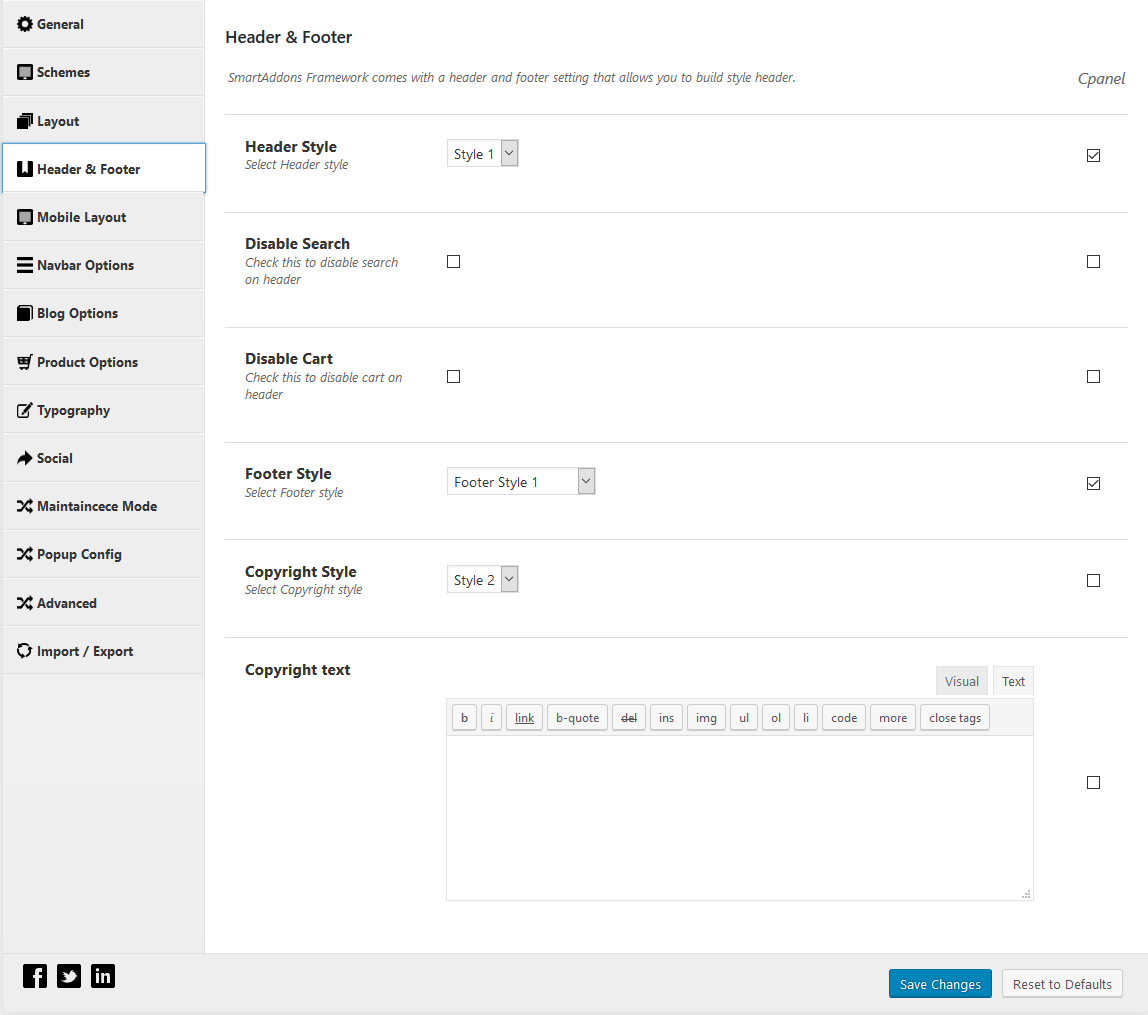 General
Schemes
Layout
Header & Footer
Mobile Layout
Navbar Options
Blog Options
Product Options
Typography
Social
Maintaincece Mode
Popup Config
Advanced
Import / Export
Header & Footer
SmartAddons Framework comes with a header and footer setting that allows you to build style header.
Cpanel
Header Style
Select Header style
Style 1
Disable Search
Check this to disable search
on header
Disable Cart
Check this to disable cart on
header
Footer Style
Select Footer style
Footer Style 1
Copyright Style
Select Copyright style
Style 2
Copyright text
Visual Text
b i link b-quote del ins img ul ol li code more close tags
Save Changes Reset to Defaults